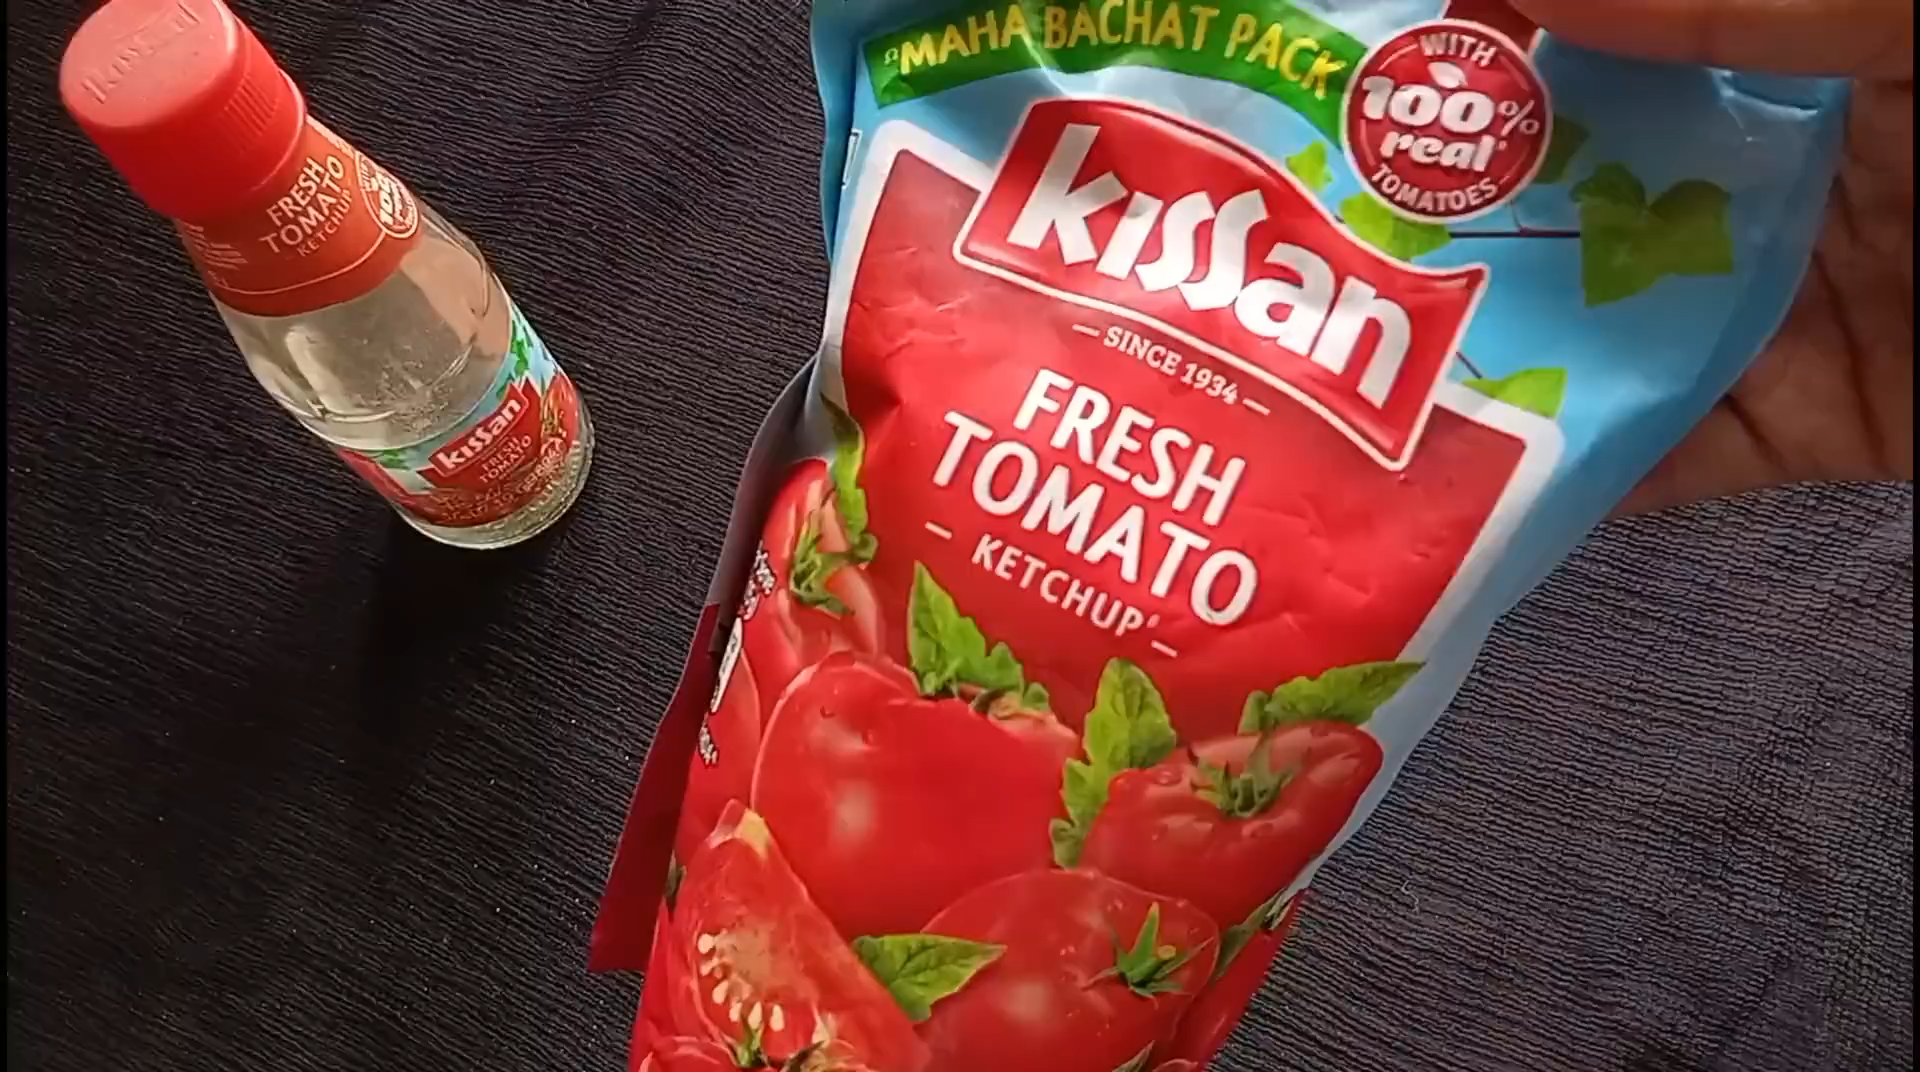 FRESH
TOMATO
KETCHUP
kissan
FRESH
TOMATO
MAHA BACHAT PACK
WITH
100%
real
TOMATOES
kissan
SINCE 1934
FRESH
TOMATO
KETCHUP